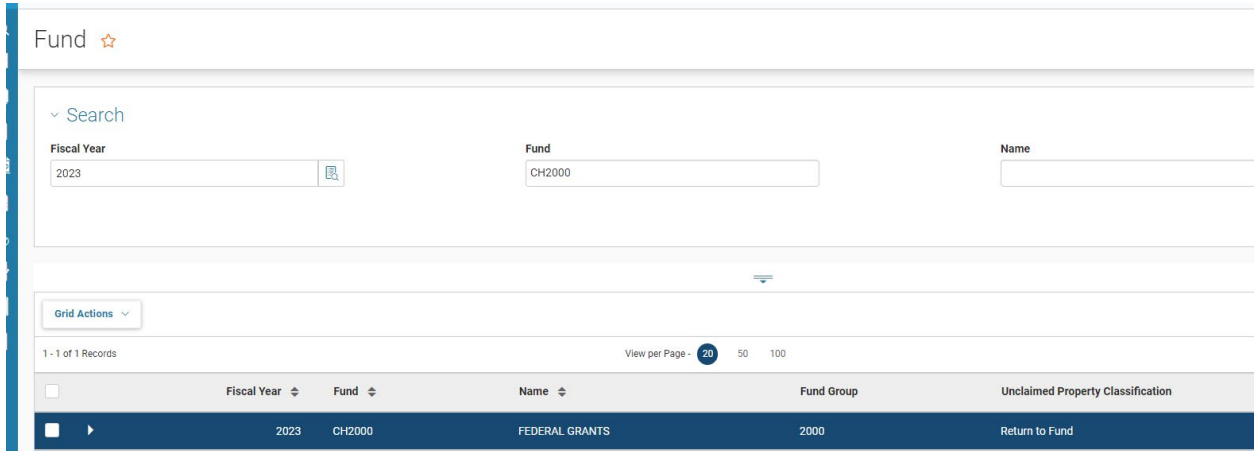 Fund
Search
Fiscal Year Fund Name
2023 CH2000
Grid Actions
1 - 1 of 1 Records View per Page - 20 50 100
Fiscal Year Fund Name Fund Group Unclaimed Property Classification
2023 CH2000 FEDERAL GRANTS 2000 Return to Fund